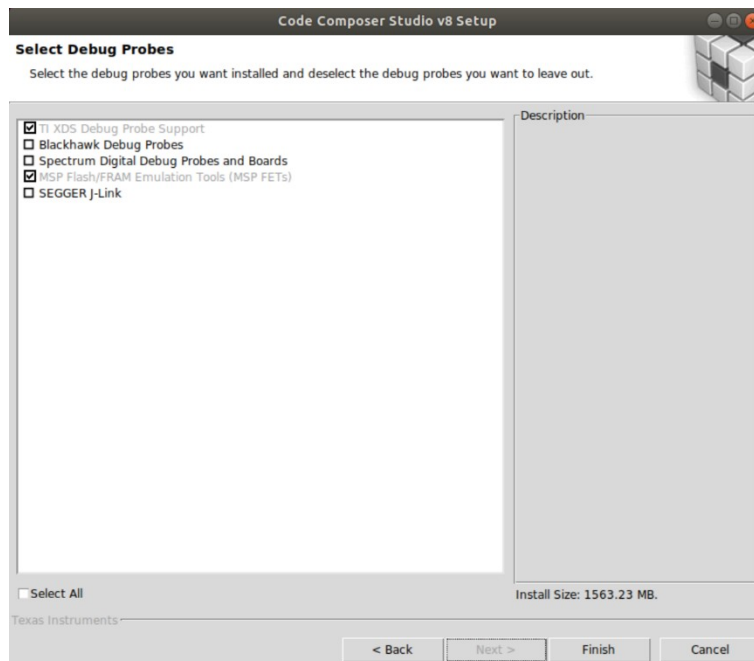 Code Composer Studio v8 Setup
Select Debug Probes
Select the debug probes you want installed and deselect the debug probes you want to leave out.
TI XDS Debug Probe Support
Blackhawk Debug Probes
Spectrum Digital Debug Probes and Boards
MSP Flash/FRAM Emulation Tools (MSP FETs)
SEGGER J-Link
Description
Select All
Install Size: 1563.23 MB.
Texas Instruments
< Back Next > Finish Cancel